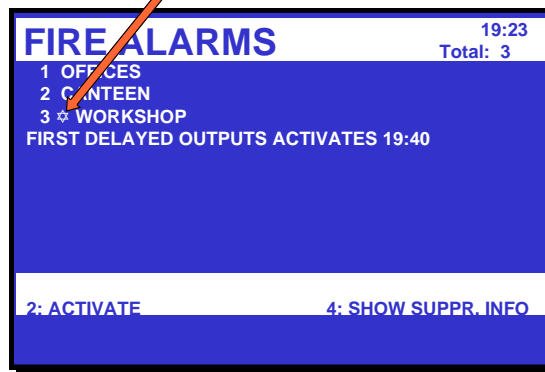 FIRE ALARMS 19:23
Total: 3
1 OFFICES
2 CANTEEN
3 ✡ WORKSHOP
FIRST DELAYED OUTPUTS ACTIVATES 19:40
2: ACTIVATE 4: SHOW SUPPR. INFO